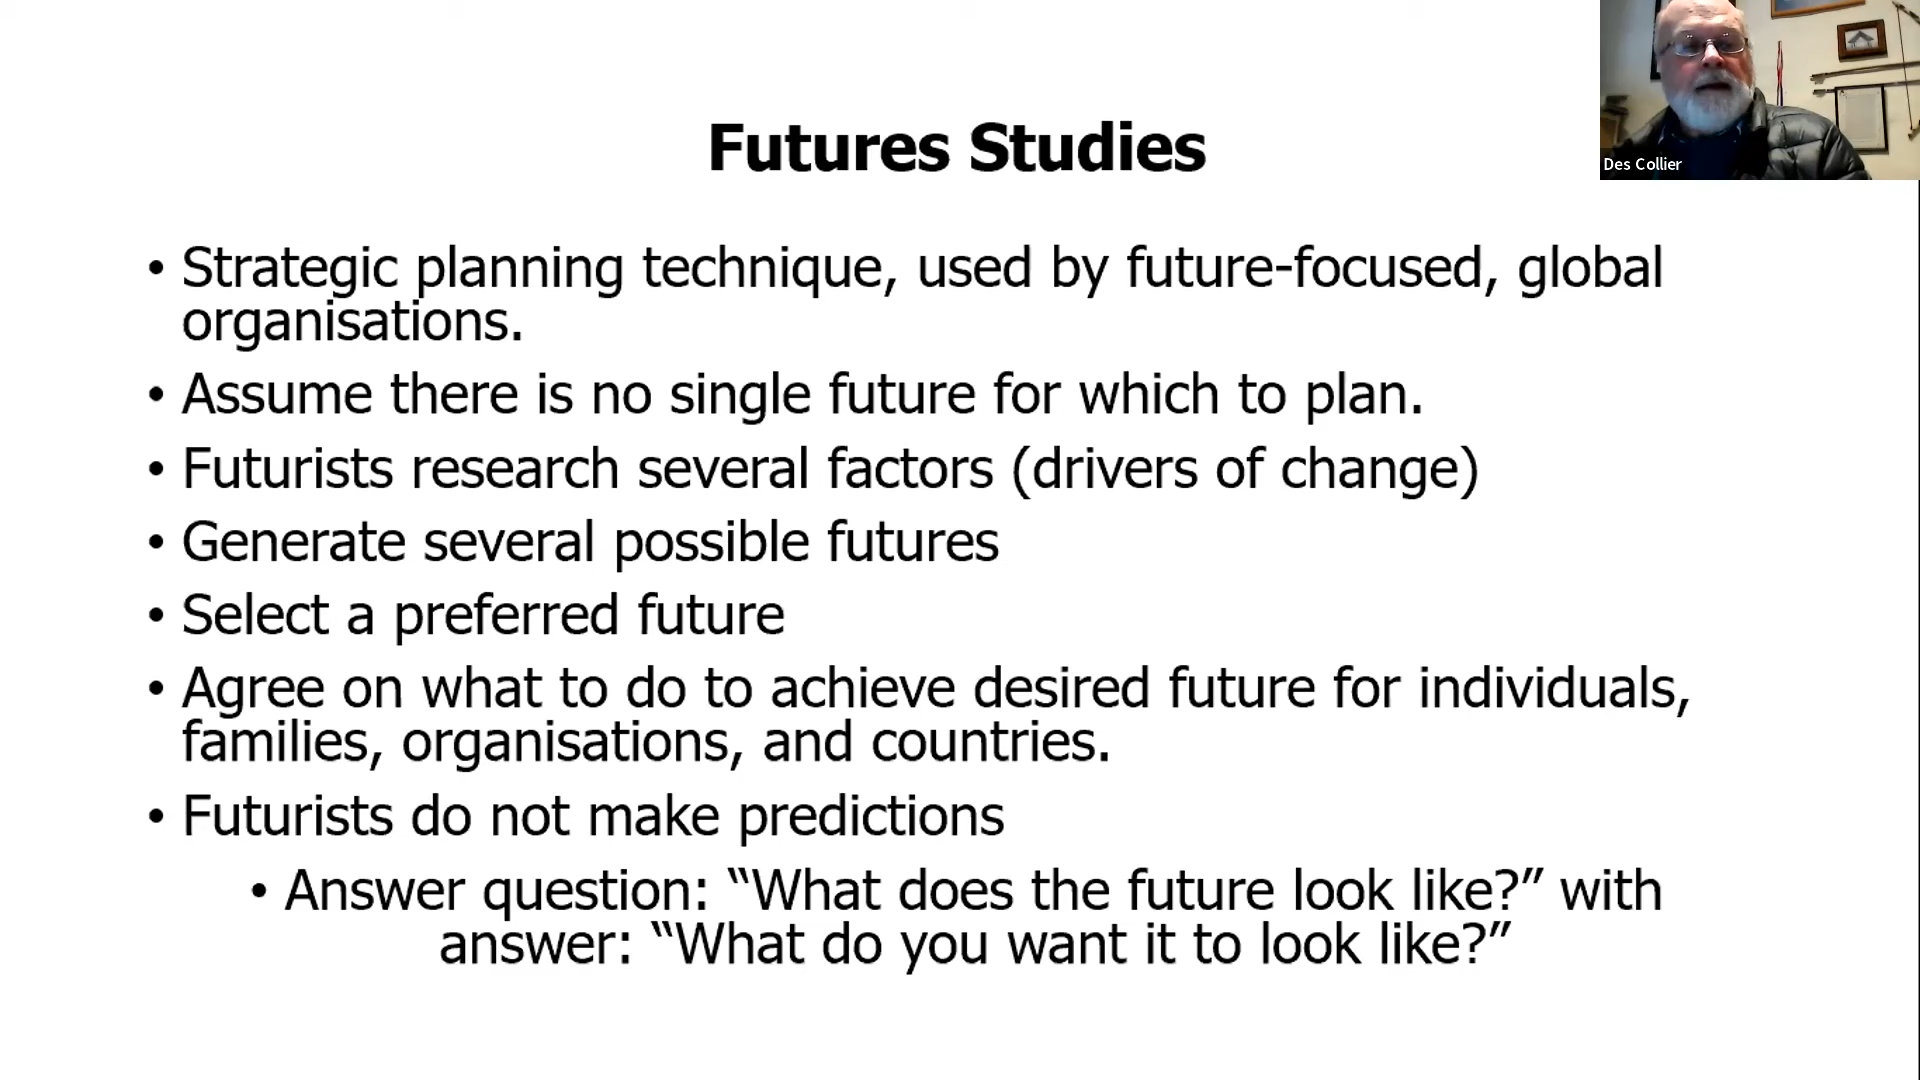 Futures Studies
Des Collier
• Strategic planning technique, used by future-focused, global
organisations.
• Assume there is no single future for which to plan.
• Futurists research several factors (drivers of change)
• Generate several possible futures
• Select a preferred future
• Agree on what to do to achieve desired future for individuals,
families, organisations, and countries.
• Futurists do not make predictions
• Answer question: “What does the future look like?” with
answer: “What do you want it to look like?”